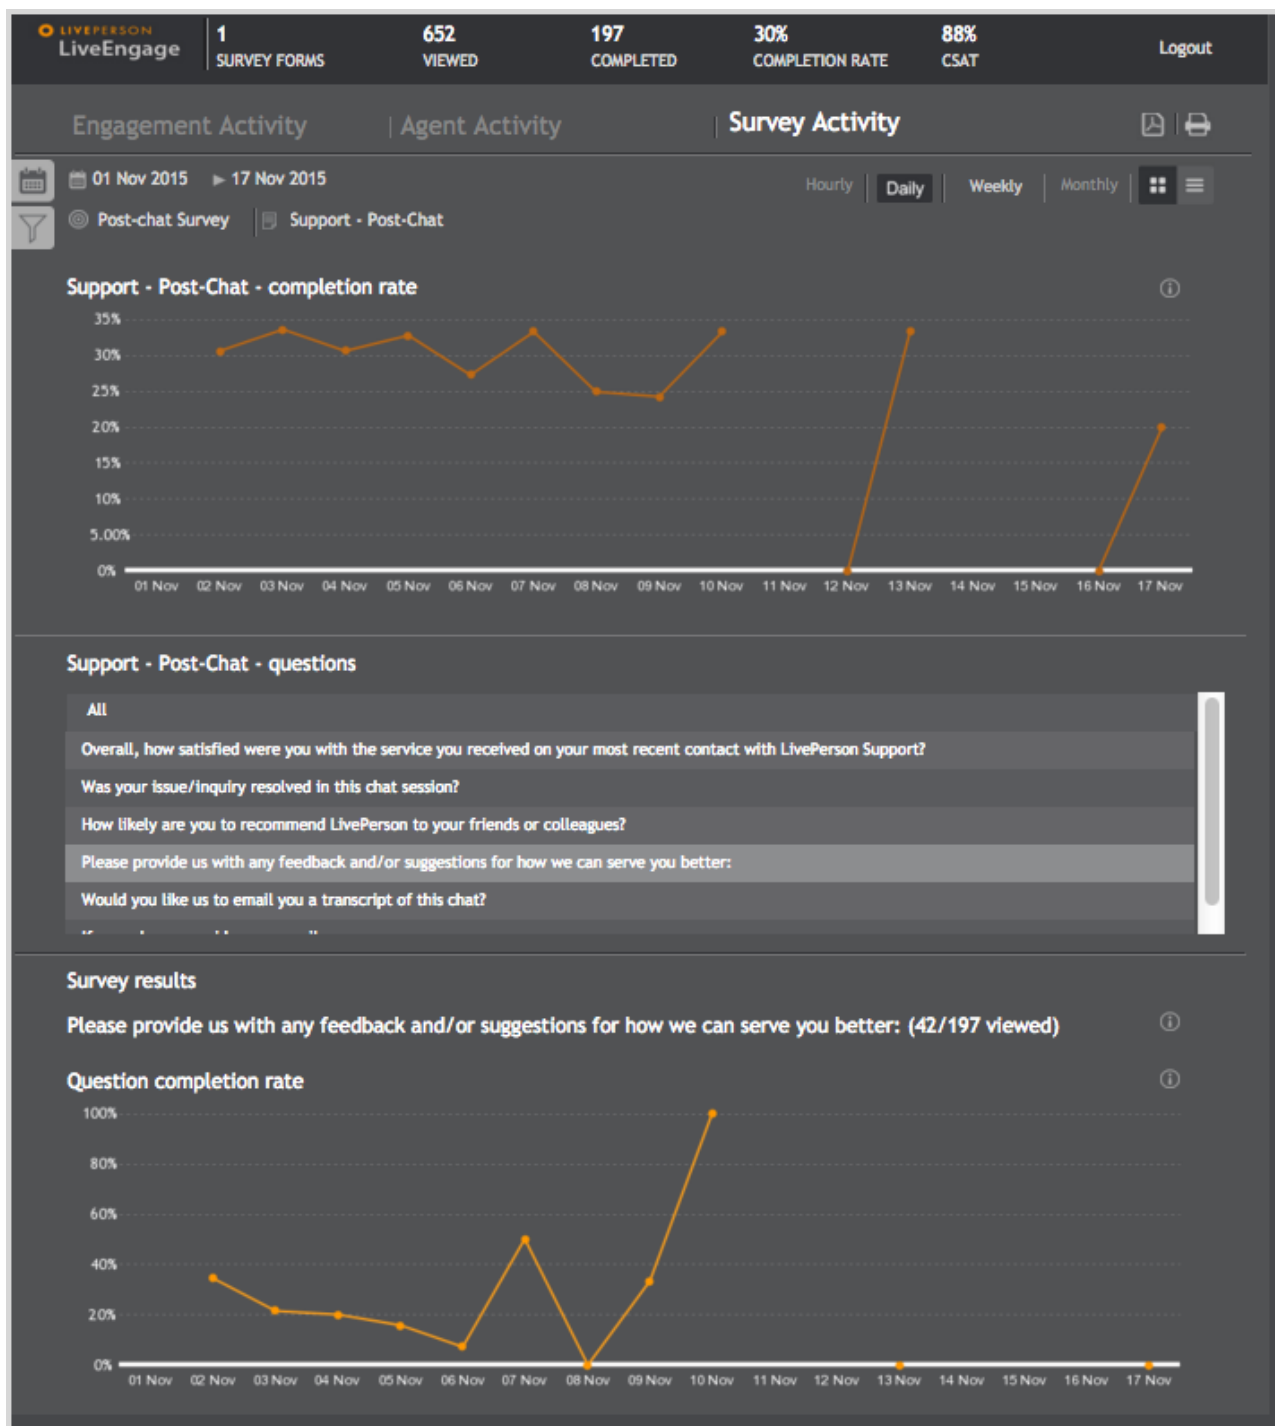 LIVEPERSON
LiveEngage
1
SURVEY FORMS
652
VIEWED
197
COMPLETED
30%
COMPLETION RATE
88%
CSAT
Logout
Engagement Activity
Agent Activity
Survey Activity
01 Nov 2015 ▶ 17 Nov 2015
Hourly Daily Weekly Monthly
Post-chat Survey Support - Post-Chat
Support - Post-Chat - completion rate
35%
30%
25%
20%
15%
10%
5.00%
0%
01 Nov 02 Nov 03 Nov 04 Nov 05 Nov 06 Nov 07 Nov 08 Nov 09 Nov 10 Nov 11 Nov 12 Nov 13 Nov 14 Nov 15 Nov 16 Nov 17 Nov
Support - Post-Chat - questions
All
Overall, how satisfied were you with the service you received on your most recent contact with LivePerson Support?
Was your issue/inquiry resolved in this chat session?
How likely are you to recommend LivePerson to your friends or colleagues?
Please provide us with any feedback and/or suggestions for how we can serve you better:
Would you like us to email you a transcript of this chat?
Survey results
Please provide us with any feedback and/or suggestions for how we can serve you better: (42/197 viewed)
Question completion rate
100%
80%
60%
40%
20%
0%
01 Nov 02 Nov 03 Nov 04 Nov 05 Nov 06 Nov 07 Nov 08 Nov 09 Nov 10 Nov 11 Nov 12 Nov 13 Nov 14 Nov 15 Nov 16 Nov 17 Nov